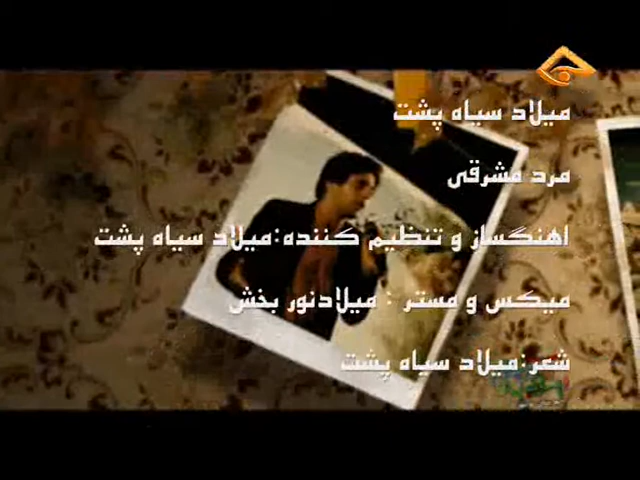 میلاد سیاه پشت
مرد مشرقی
اهنگساز و تنظیم کننده:میلاد سیاه پشت
میکس و مستر : میلادنور بخش
شعر:میلاد سیاه پشت